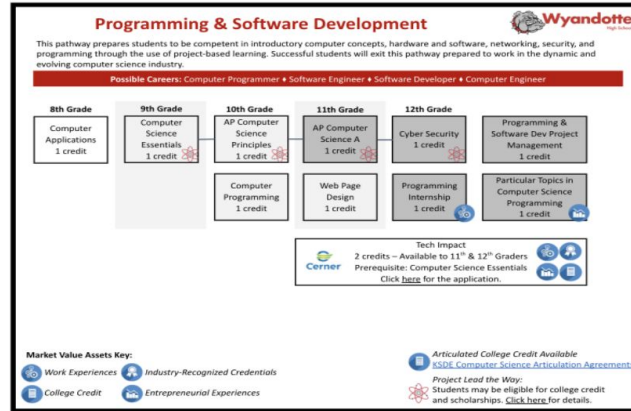 Programming & Software Development
Wyandotte
High School
This pathway prepares students to be competent in introductory computer concepts, hardware and software, networking, security, and
programming through the use of project-based learning. Successful students will exit this pathway prepared to work in the dynamic and
evolving computer science industry.
Possible Careers: Computer Programmer ♦ Software Engineer ♦ Software Developer ♦ Computer Engineer
8th Grade
9th Grade
10th Grade
11th Grade
12th Grade
Computer
Applications
1 credit
Computer
Science
Essentials
1 credit
AP Computer
Science
Principles
1 credit
AP Computer
Science A
1 credit
Cyber Security
1 credit
Programming &
Software Dev Project
Management
1 credit
Computer
Programming
1 credit
Web Page
Design
1 credit
Programming
Internship
1 credit
Particular Topics in
Computer Science
Programming
1 credit
Cerner
Tech Impact
2 credits – Available to 11th & 12th Graders
Prerequisite: Computer Science Essentials
Click here for the application.
Market Value Assets Key:
Work Experiences
Industry-Recognized Credentials
College Credit
Entrepreneurial Experiences
Articulated College Credit Available
KSDE Computer Science Articulation Agreements
Project Lead the Way:
Students may be eligible for college credit
and scholarships. Click here for details.